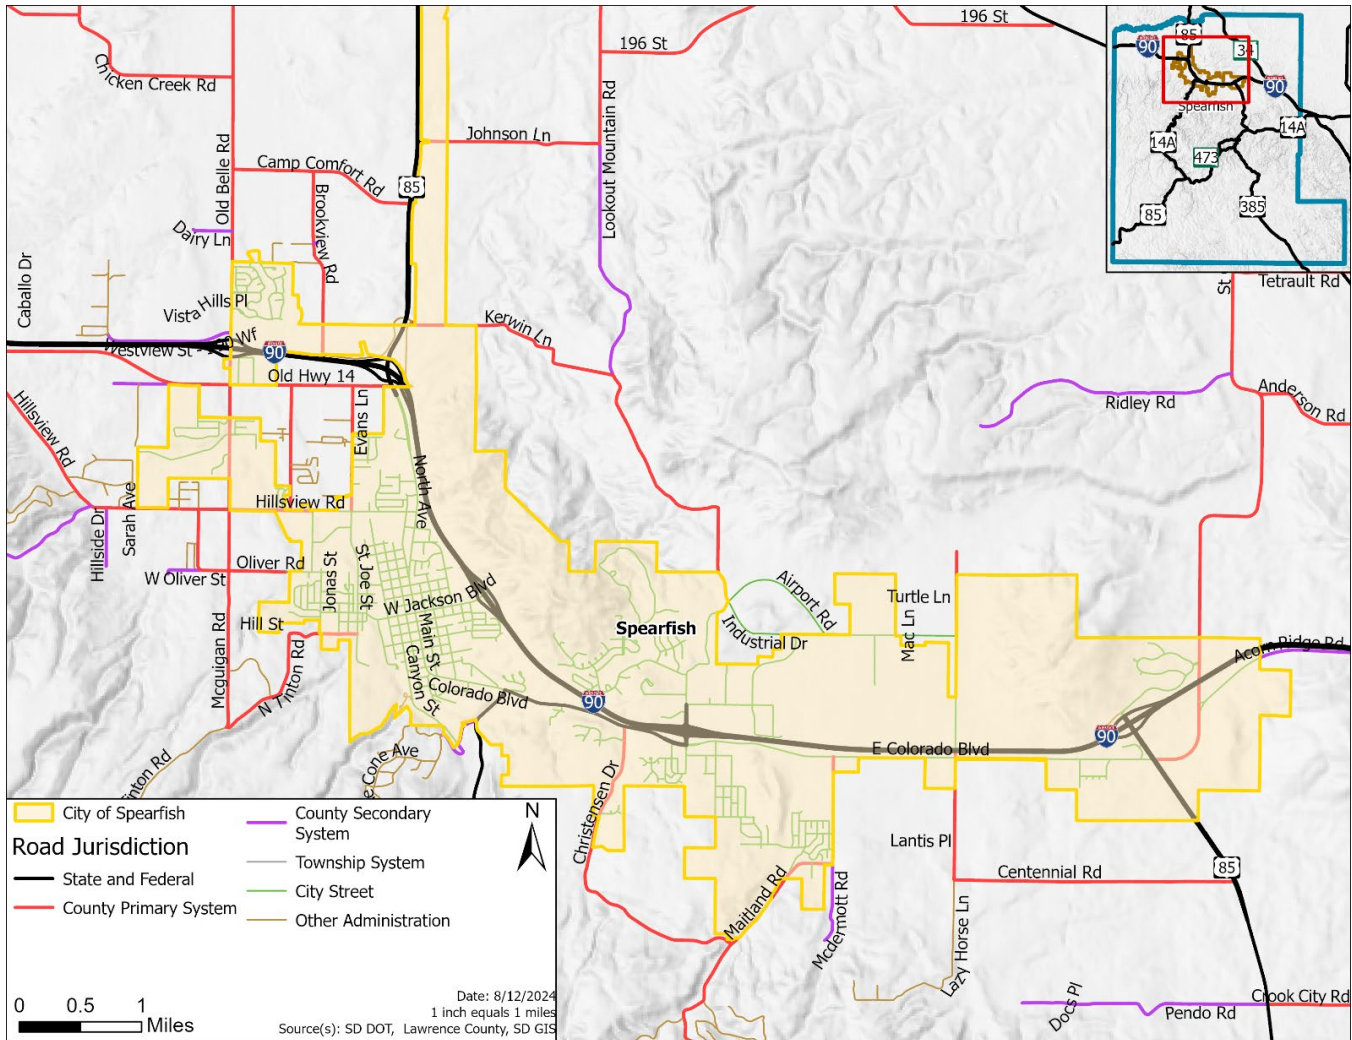 196 St
196 St
Chicken Creek Rd
Old Belle Rd
Johnson Ln
Lookout Mountain Rd
Camp Comfort Rd
Brookview Rd
85
Dairy Ln
Caballo Dr
Vista Hills Pl
Kerwin Ln
Westview St
Wf
90
Old Hwy 14
Evans Ln
Hillsview Rd
North Ave
Hillsview Rd
Sarah Ave
Hillside Dr
Oliver Rd
W Oliver St
Jonas St
St Joe St
W Jackson Blvd
Hill St
Main St
Canyon St
Mcguigan Rd
N Tinton Rd
Colorado Blvd
Spearfish
90
Industrial Dr
Airport Rd
Turtle Ln
Mac Ln
Acorn Ridge Rd
90
E Colorado Blvd
Cone Ave
Christensen Dr
Maitland Rd
Mcdermott Rd
Lantis Pl
Centennial Rd
85
Lazy Horse Ln
Docs Pl
Pendo Rd
Crook City Rd
Ridley Rd
Anderson Rd
Tetrault Rd
St
85
90
34
90
Spearfish
14A
14A
473
85
385
City of Spearfish
Road Jurisdiction
State and Federal
County Primary System
County Secondary
System
Township System
City Street
Other Administration
N
0 0.5 1
Miles
Date: 8/12/2024
1 inch equals 1 miles
Source(s): SD DOT, Lawrence County, SD GIS